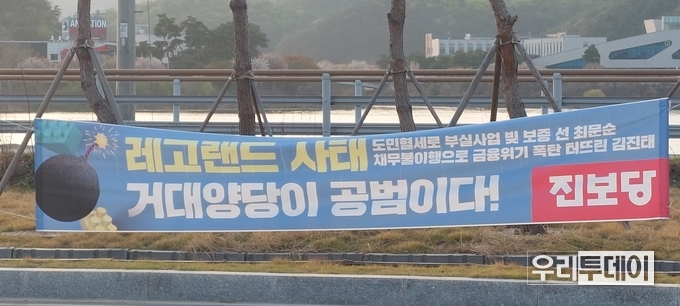 레고랜드 사태
도민혈세로 부실사업 빚 보증 선 최문순
채무불이행으로 금융위기 폭탄 터뜨린 김진태
거대양당이 공범이다!
진보당
ANIMATION
우리투데이